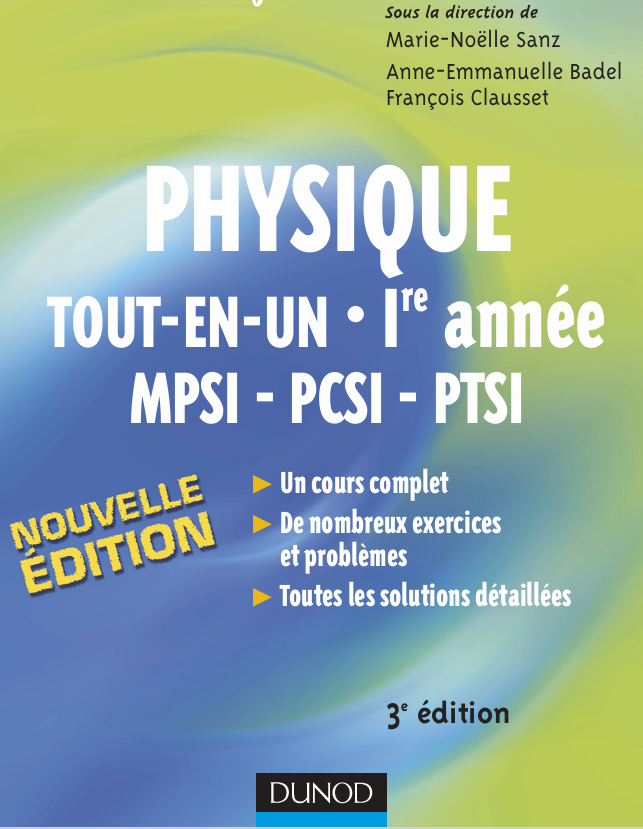 Sous la direction de
Marie-Noëlle Sanz
Anne-Emmanuelle Badel
François Clausset
PHYSIQUE
TOUT-EN-UN • 1re année
MPSI - PCSI - PTSI
NOUVELLE
ÉDITION
► Un cours complet
► De nombreux exercices
et problèmes
► Toutes les solutions détaillées
3e édition
DUNOD